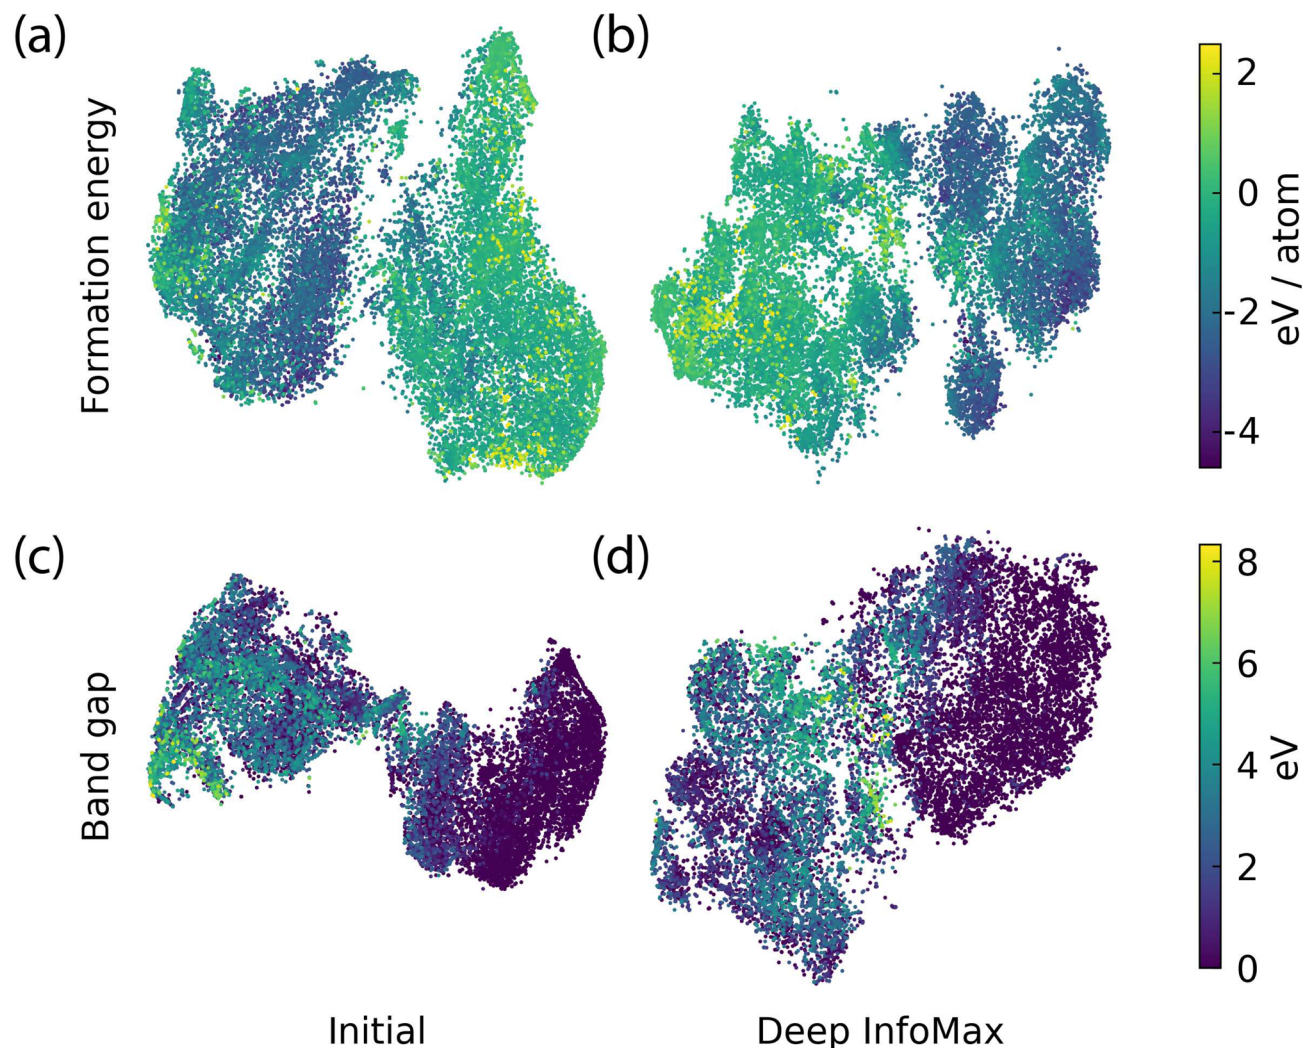 (a)
(b)
Formation energy
2
0
-2
-4
eV / atom
(c)
(d)
Band gap
8
6
4
2
0
eV
Initial
Deep InfoMax